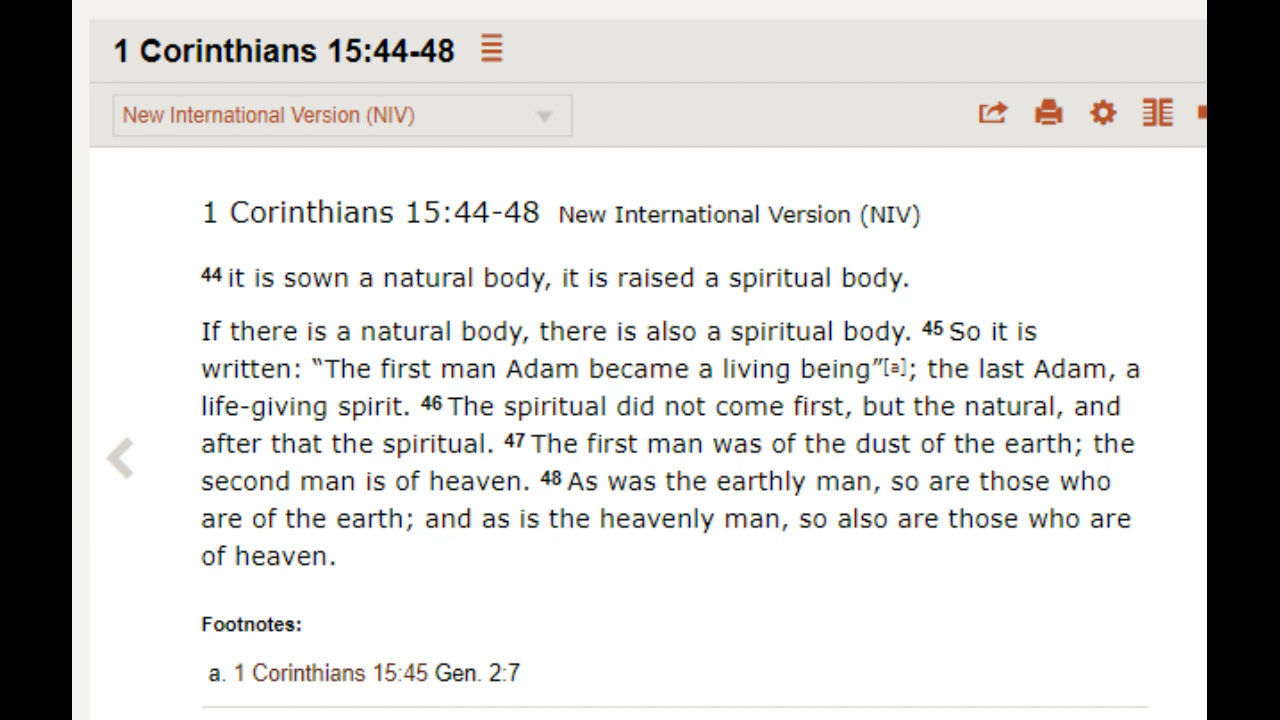 1 Corinthians 15:44-48
New International Version (NIV)
1 Corinthians 15:44-48 New International Version (NIV)
44 it is sown a natural body, it is raised a spiritual body.
If there is a natural body, there is also a spiritual body. 45 So it is
written: “The first man Adam became a living being”[a]; the last Adam, a
life-giving spirit. 46 The spiritual did not come first, but the natural, and
after that the spiritual. 47 The first man was of the dust of the earth; the
second man is of heaven. 48 As was the earthly man, so are those who
are of the earth; and as is the heavenly man, so also are those who are
of heaven.
Footnotes:
a. 1 Corinthians 15:45 Gen. 2:7